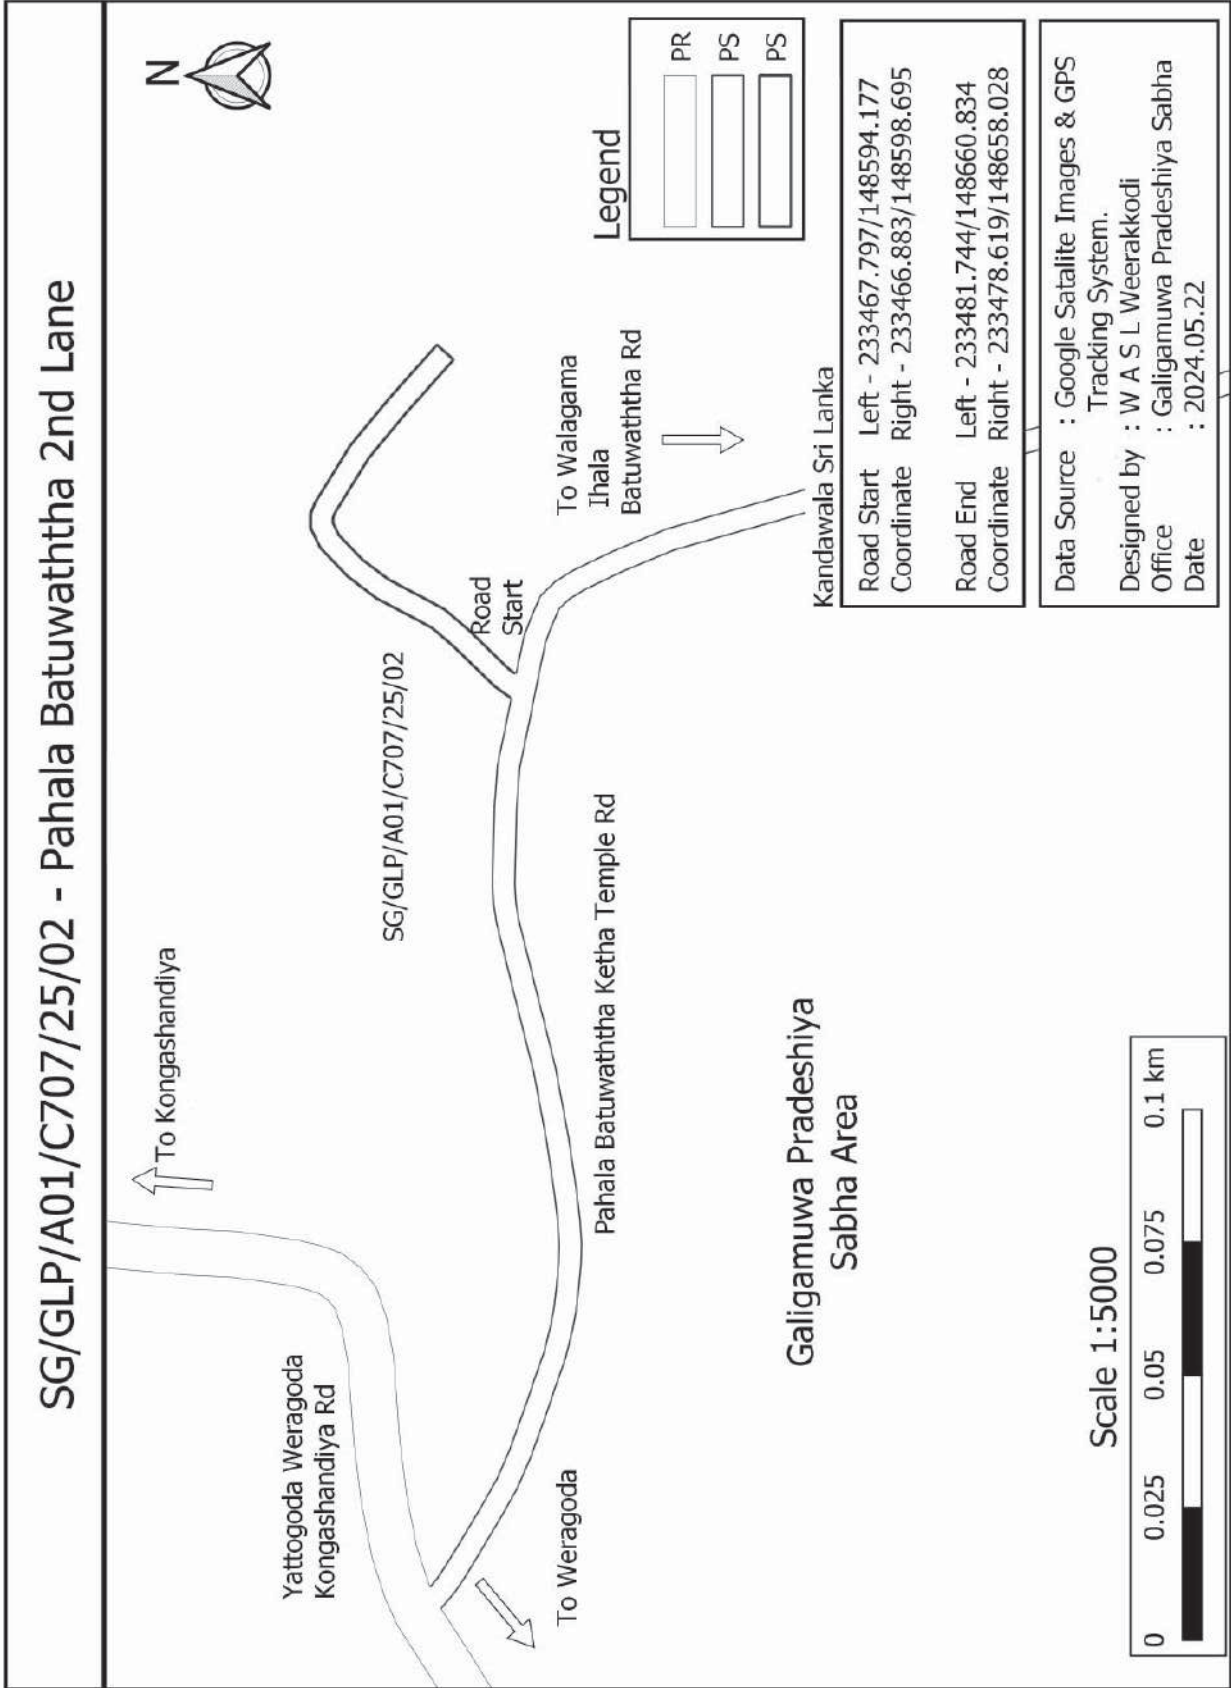 SG/GLP/A01/C707/25/02 - Pahala Batuwaththa 2nd Lane
N
To Kongashandiya
Yattogoda Weragoda
Kongashandiya Rd
SG/GLP/A01/C707/25/02
Road
Start
To Weragoda
Pahala Batuwaththa Ketha Temple Rd
To Walagama
Ihala
Batuwaththa Rd
Legend
PR
PS
PS
Galigamuwa Pradeshiya
Sabha Area
Kandawala Sri Lanka
Road Start Left - 233467.797/148594.177
Coordinate Right - 233466.883/148598.695
Road End Left - 233481.744/148660.834
Coordinate Right - 233478.619/148658.028
Data Source : Google Satalite Images & GPS
Tracking System.
Designed by : W A S L Weerakkodi
Office : Galigamuwa Pradeshiya Sabha
Date : 2024.05.22
Scale 1:5000
0 0.025 0.05 0.075 0.1 km